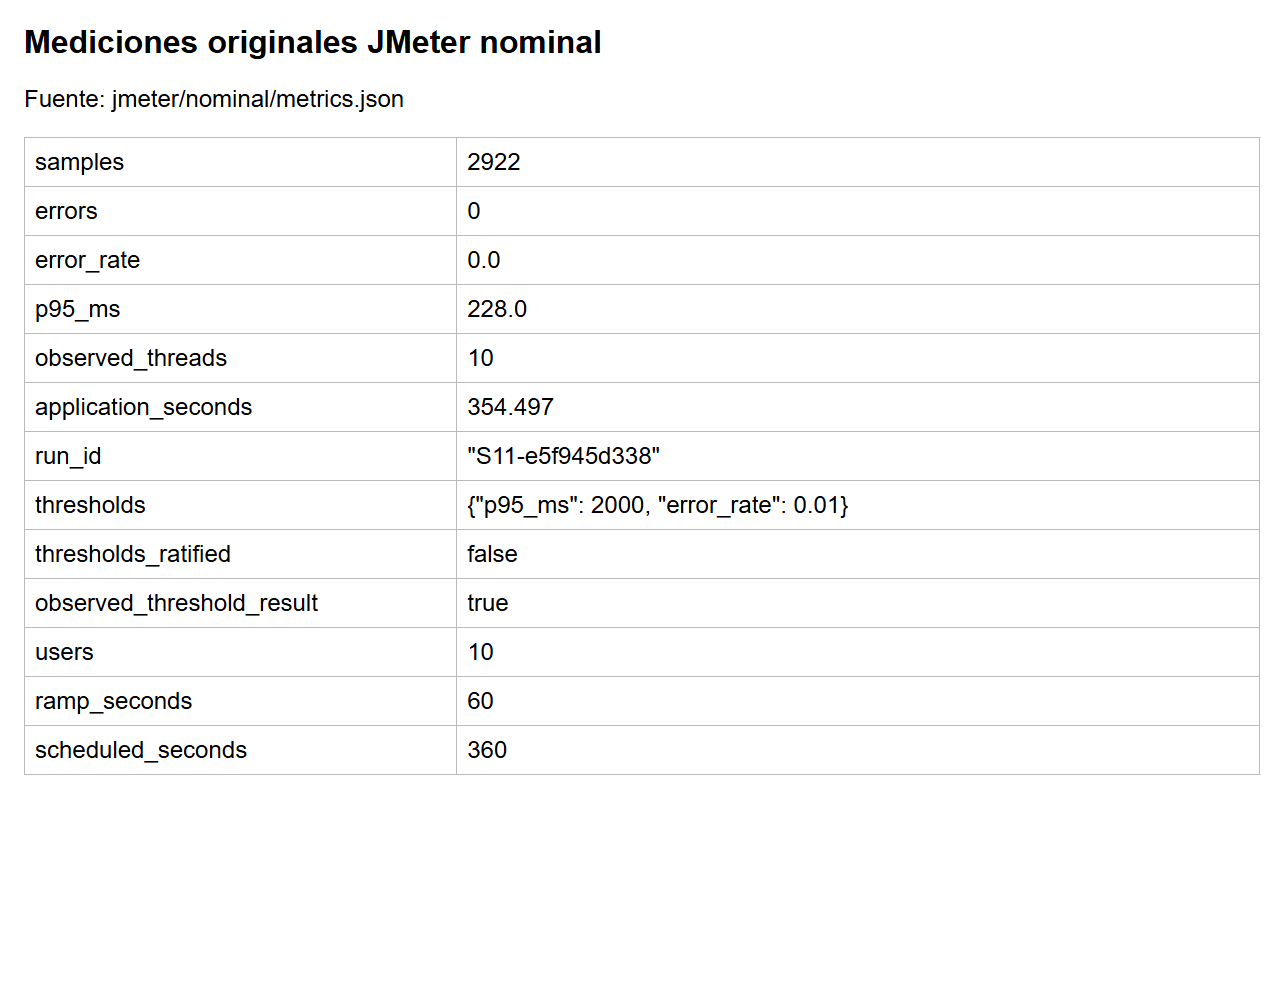 Mediciones originales JMeter nominal
Fuente: jmeter/nominal/metrics.json
samples 2922
errors 0
error_rate 0.0
p95_ms 228.0
observed_threads 10
application_seconds 354.497
run_id "S11-e5f945d338"
thresholds {"p95_ms": 2000, "error_rate": 0.01}
thresholds_ratified false
observed_threshold_result true
users 10
ramp_seconds 60
scheduled_seconds 360